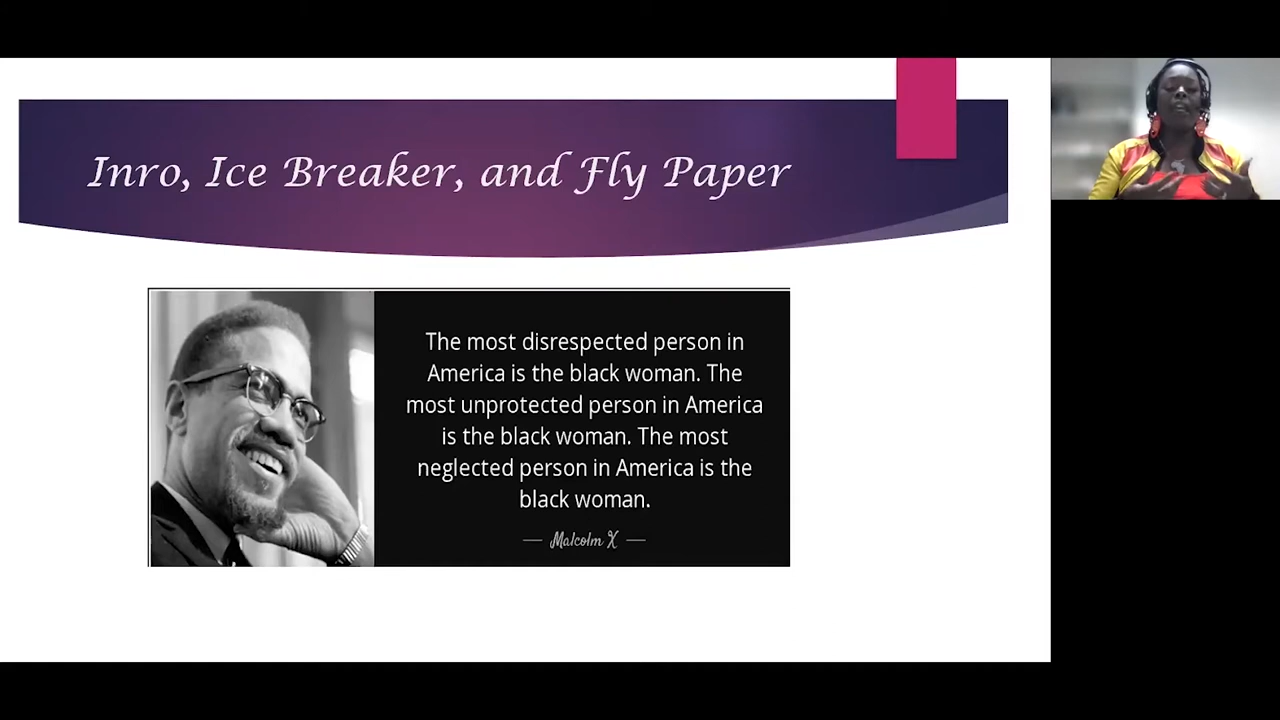 Inro, Ice Breaker, and Fly Paper
The most disrespected person in
America is the black woman. The
most unprotected person in America
is the black woman. The most
neglected person in America is the
black woman.
— Malcolm X —